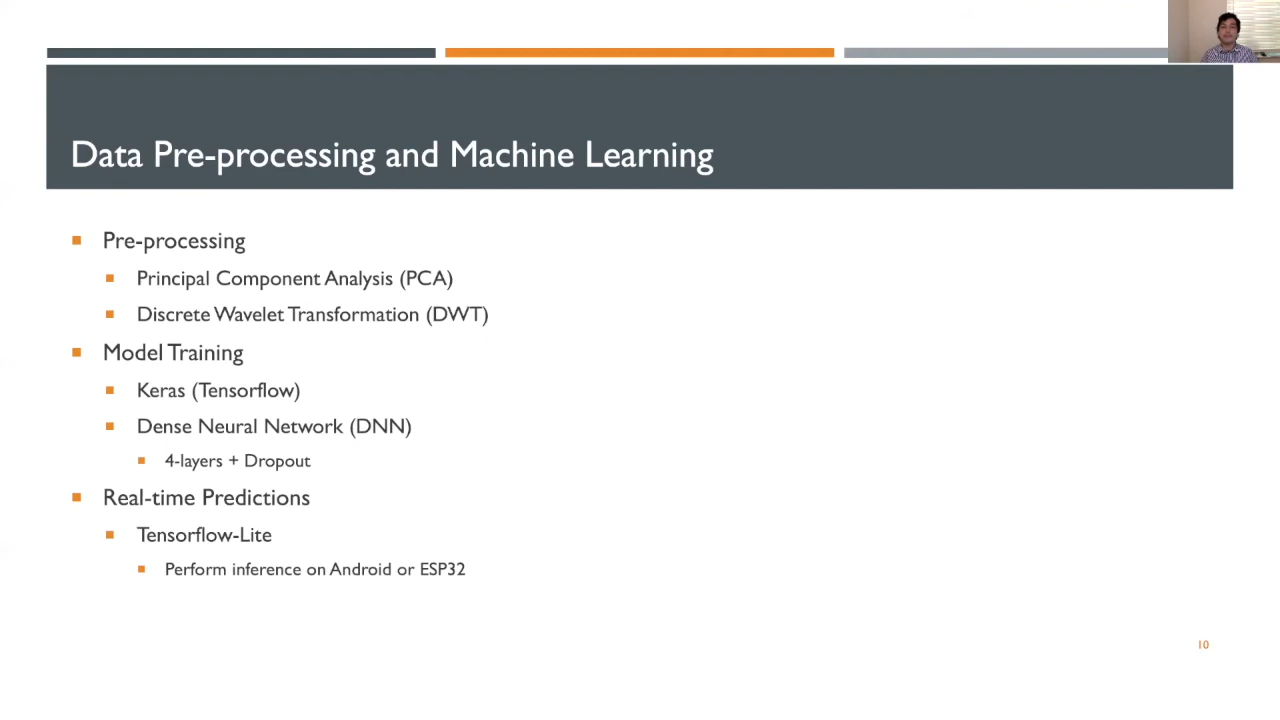 Data Pre-processing and Machine Learning
Pre-processing
Principal Component Analysis (PCA)
Discrete Wavelet Transformation (DWT)
Model Training
Keras (Tensorflow)
Dense Neural Network (DNN)
4-layers + Dropout
Real-time Predictions
Tensorflow-Lite
Perform inference on Android or ESP32
10